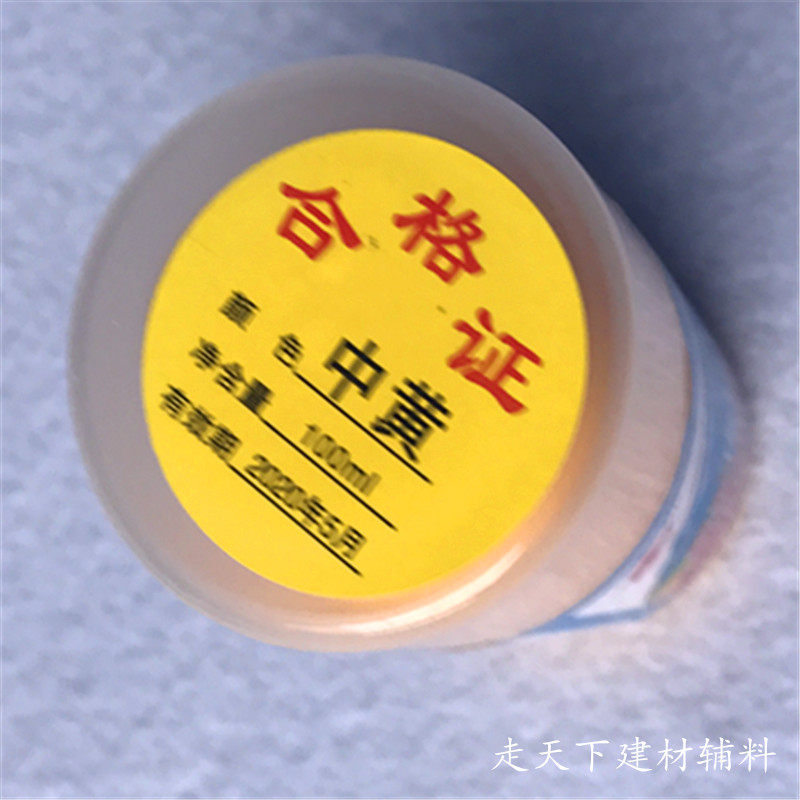 合格证
颜色 中黄
净含量 100ml
有效期 2020年5月
走天下建材辅料